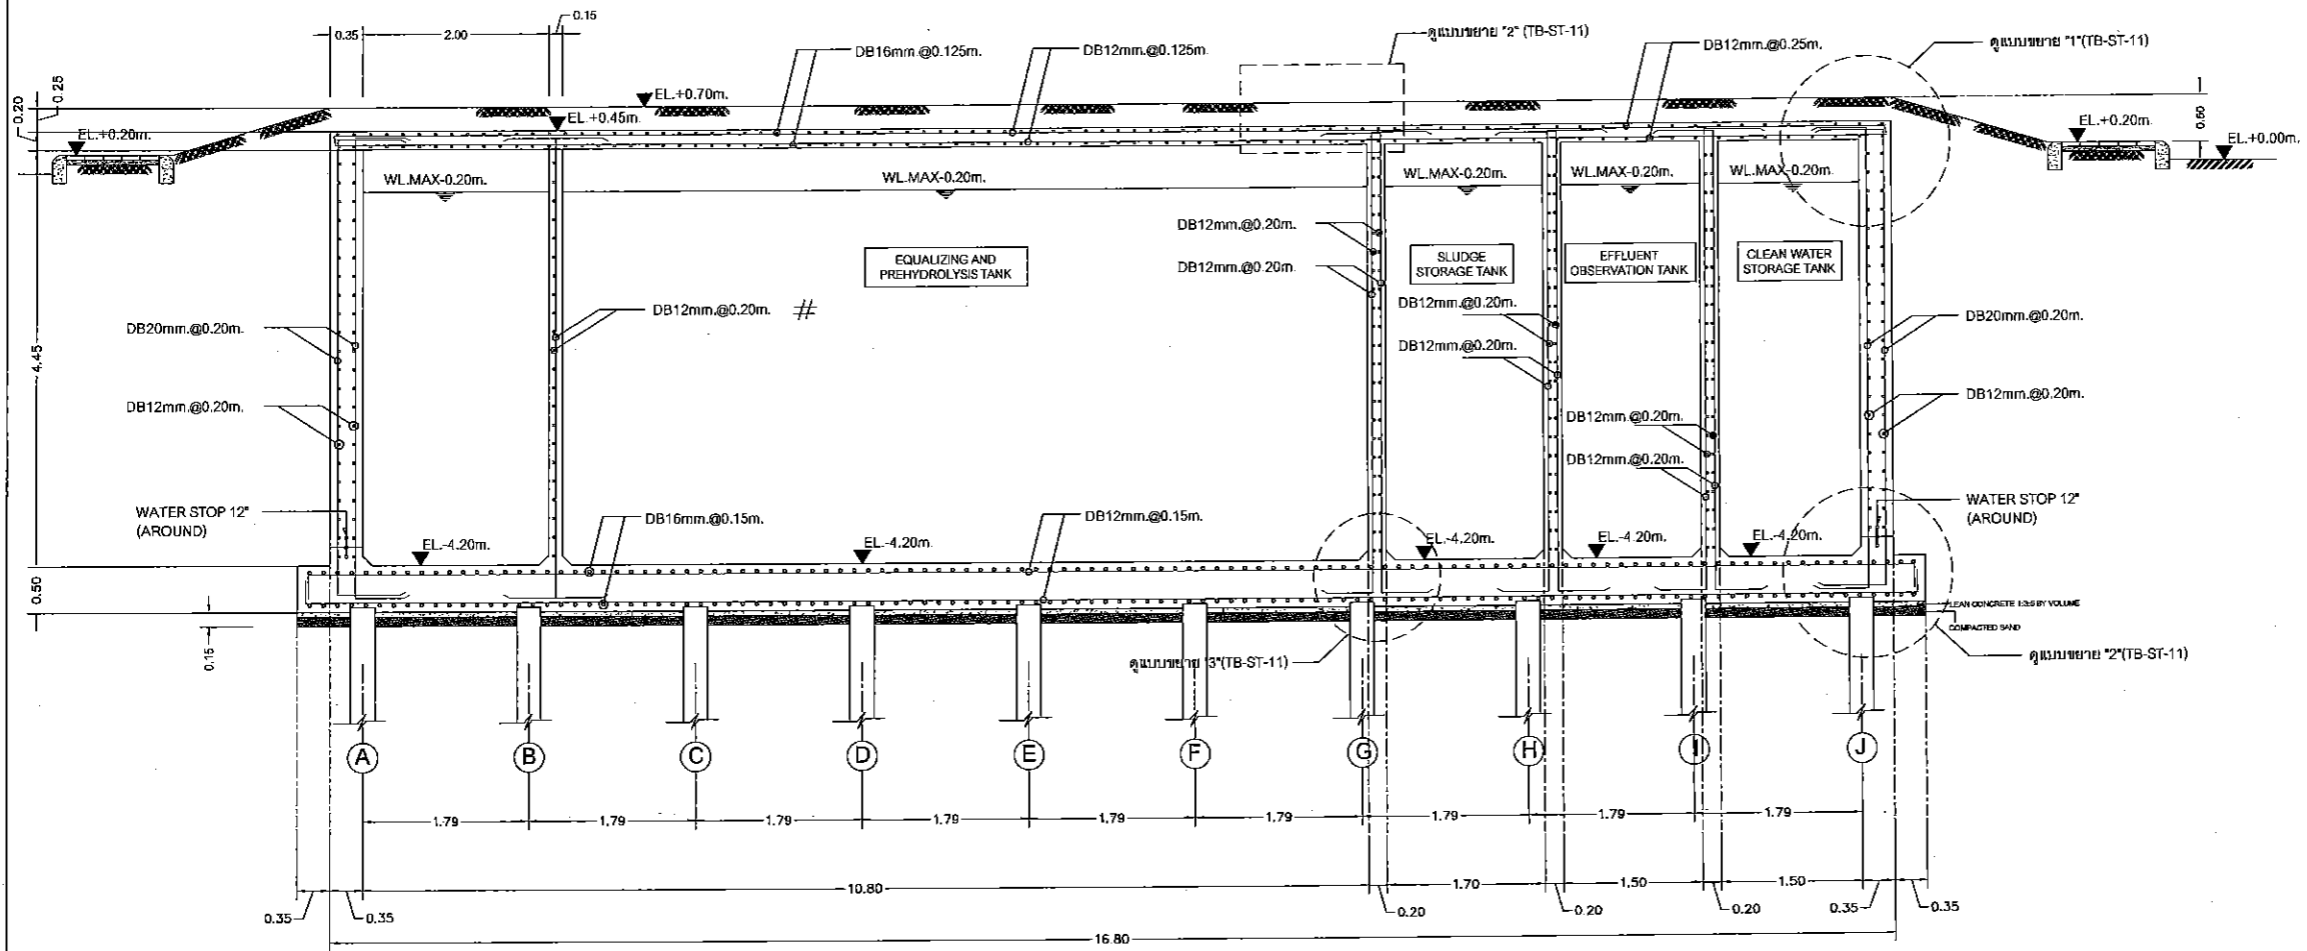 0.15
0.35
2.00
DB16mm.@0.125m.
DB12mm.@0.125m.
ดูแบบขยาย "2" (TB-ST-11)
DB12mm.@0.25m.
ดูแบบขยาย "1"(TB-ST-11)
0.20
0.25
EL.+0.70m.
EL.+0.45m.
EL.+0.20m.
EL.+0.20m.
0.60
EL.+0.00m.
WL.MAX-0.20m.
WL.MAX-0.20m.
WL.MAX-0.20m.
WL.MAX-0.20m.
WL.MAX-0.20m.
DB12mm.@0.20m.
DB12mm.@0.20m.
EQUALIZING AND
PREHYDROLYSIS TANK
SLUDGE
STORAGE TANK
EFFLUENT
OBSERVATION TANK
CLEAN WATER
STORAGE TANK
DB12mm.@0.20m. #
DB12mm.@0.20m.
DB12mm.@0.20m.
DB20mm.@0.20m.
DB20mm.@0.20m.
4.45
DB12mm.@0.20m.
DB12mm.@0.20m.
DB12mm.@0.20m.
DB12mm.@0.20m.
WATER STOP 12"
(AROUND)
WATER STOP 12"
(AROUND)
DB16mm.@0.15m.
DB12mm.@0.15m.
EL.-4.20m.
EL.-4.20m.
EL.-4.20m.
EL.-4.20m.
EL.-4.20m.
0.50
0.15
LEAN CONCRETE 1:3:5 BY VOLUME
COMPACTED SAND
ดูแบบขยาย "3"(TB-ST-11)
ดูแบบขยาย "2"(TB-ST-11)
A B C D E F G H I J
1.79 1.79 1.79 1.79 1.79 1.79 1.79 1.79 1.79
10.80 1.70 1.50 1.50
0.35 0.35 0.20 0.20 0.20 0.35 0.35
16.80